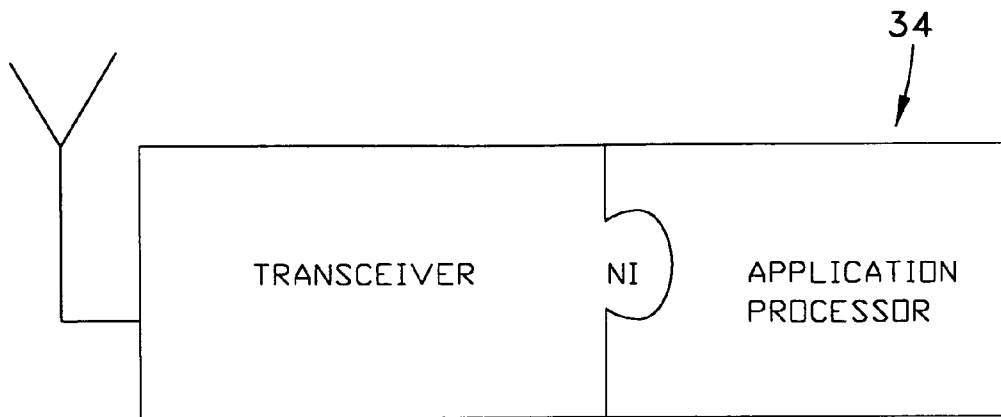 34
TRANSCEIVER
NI
APPLICATION
PROCESSOR